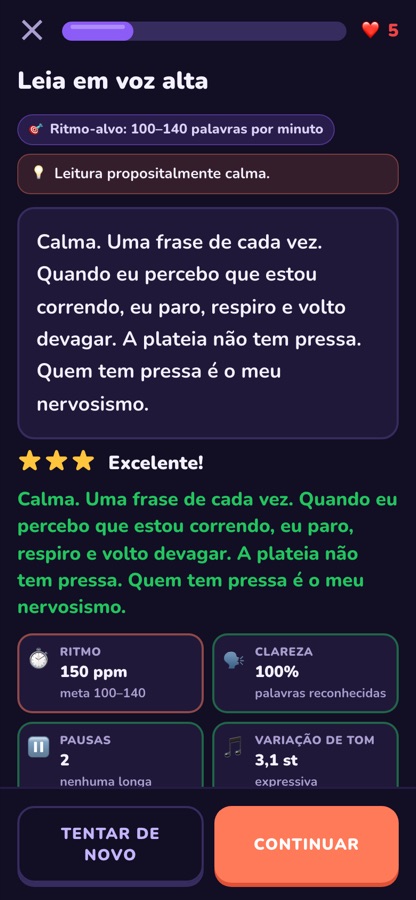 5
Leia em voz alta
Ritmo-alvo: 100–140 palavras por minuto
Leitura propositalmente calma.
Calma. Uma frase de cada vez.
Quando eu percebo que estou
correndo, eu paro, respiro e volto
devagar. A plateia não tem pressa.
Quem tem pressa é o meu
nervosismo.
Excelente!
Calma. Uma frase de cada vez. Quando eu
percebo que estou correndo, eu paro,
respiro e volto devagar. A plateia não
tem pressa. Quem tem pressa é o meu
nervosismo.
RITMO
150 ppm
meta 100–140
CLAREZA
100%
palavras reconhecidas
PAUSAS
2
nenhuma longa
VARIAÇÃO DE TOM
3,1 st
expressiva
TENTAR DE
NOVO
CONTINUAR